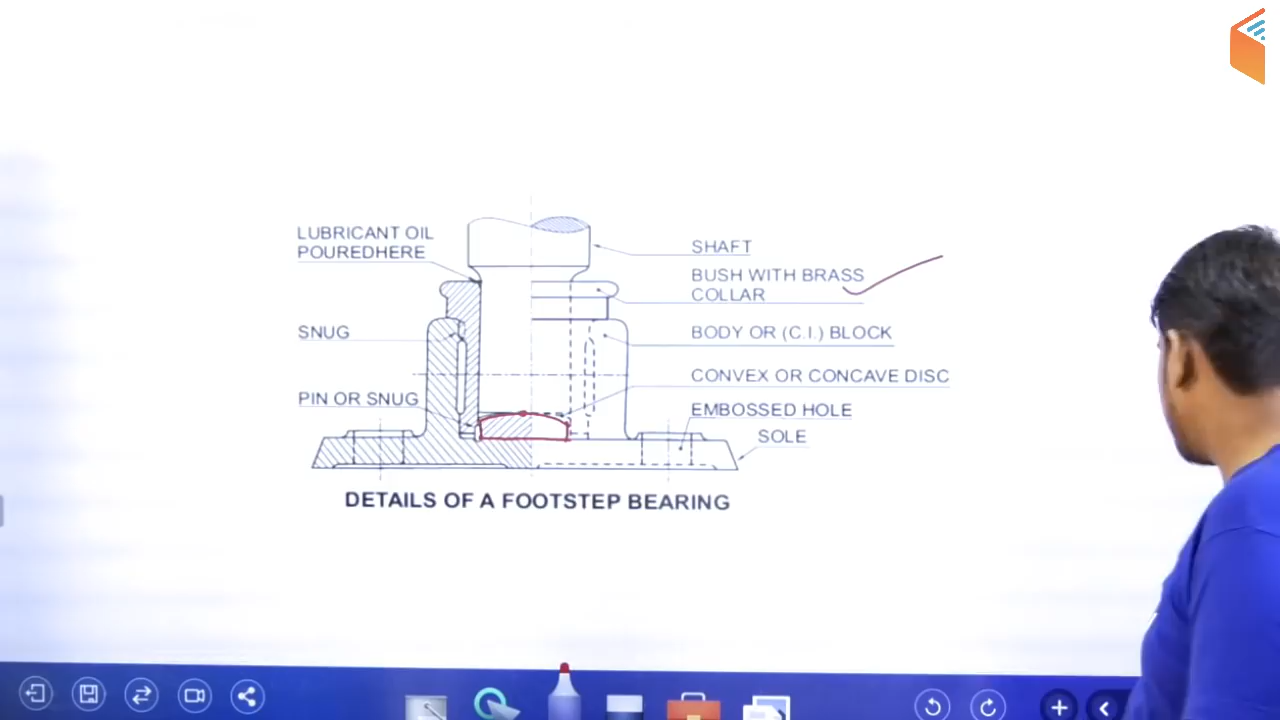 LUBRICANT OIL
POUREDHERE
SNUG
PIN OR SNUG
SHAFT
BUSH WITH BRASS
COLLAR
BODY OR (C.I.) BLOCK
CONVEX OR CONCAVE DISC
EMBOSSED HOLE
SOLE
DETAILS OF A FOOTSTEP BEARING